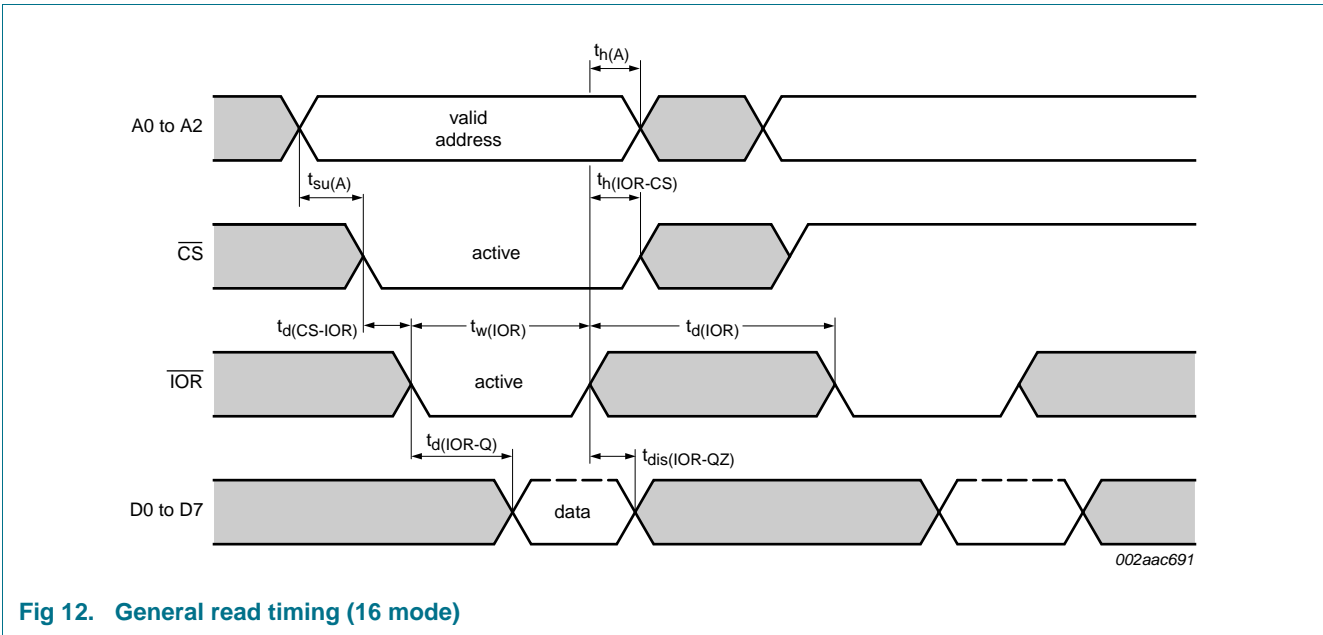 th(A)
A0 to A2
valid
address
tsu(A)
th(IOR-CS)
CS
active
td(CS-IOR)
tw(IOR)
td(IOR)
IOR
active
td(IOR-Q)
tdis(IOR-QZ)
D0 to D7
data
002aac691
Fig 12. General read timing (16 mode)